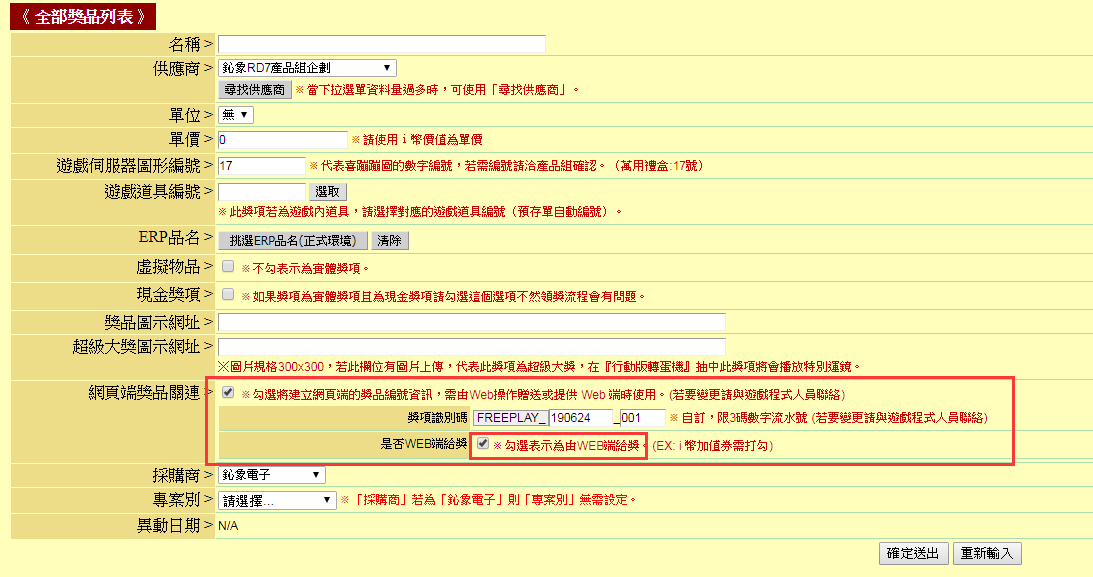 《 全部獎品列表 》
名稱 >
供應商 > 鈊象RD7產品組企劃
尋找供應商 ※ 當下拉選單資料量過多時，可使用「尋找供應商」。
單位 > 無
單價 > 0 ※ 請使用 i 幣價值為單價
遊戲伺服器圖形編號 > 17 ※ 代表喜蹦蹦圖的數字編號，若需編號請洽產品組確認。（萬用禮盒:17號）
遊戲道具編號 > 選取
※ 此獎項若為遊戲內道具，請選擇對應的遊戲道具編號（預存單自動編號）。
ERP品名 > 挑選ERP品名(正式環境) 清除
虛擬物品 > ※ 不勾表示為實體獎項。
現金獎項 > ※ 如果獎項為實體獎項且為現金獎項請勾選這個選項不然領獎流程會有問題。
獎品圖示網址 >
超級大獎圖示網址 >
※圖片規格300x300，若此欄位有圖片上傳，代表此獎項為超級大獎，在『行動版轉蛋機』抽中此獎項將會播放特別運鏡。
網頁端獎品關連 > ※ 勾選將建立網頁端的獎品編號資訊，需由Web操作贈送或提供 Web 端時使用。(若要變更請與遊戲程式人員聯絡)
獎項識別碼 FREEPLAY_ 190624 _ 001 ※ 自訂，限3碼數字流水號 (若要變更請與遊戲程式人員聯絡)
是否WEB端給獎 ※ 勾選表示為由WEB端給獎。(EX: i 幣加值劵需打勾)
採購商 > 鈊象電子
專案別 > 請選擇... ※ 「採購商」若為「鈊象電子」則「專案別」無需設定。
異動日期 > N/A
確定送出 重新輸入